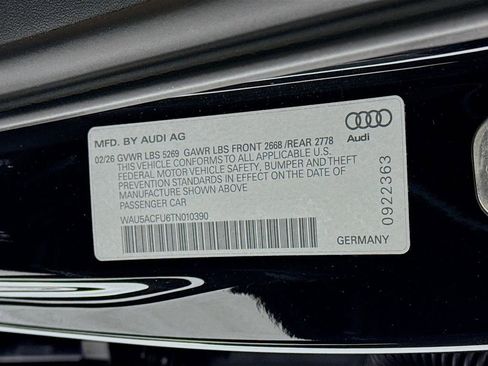 MFD. BY AUDI AG
02/26 GVWR LBS 5269 GAWR LBS FRONT 2668 /REAR 2778
THIS VEHICLE CONFORMS TO ALL APPLICABLE U.S.
FEDERAL MOTOR VEHICLE SAFETY, BUMPER AND THEFT
PREVENTION STANDARDS IN EFFECT ON THE DATE OF
MANUFACTURE SHOWN ABOVE
PASSENGER CAR
WAU5ACFU6TN010390
Audi
0922363
GERMANY